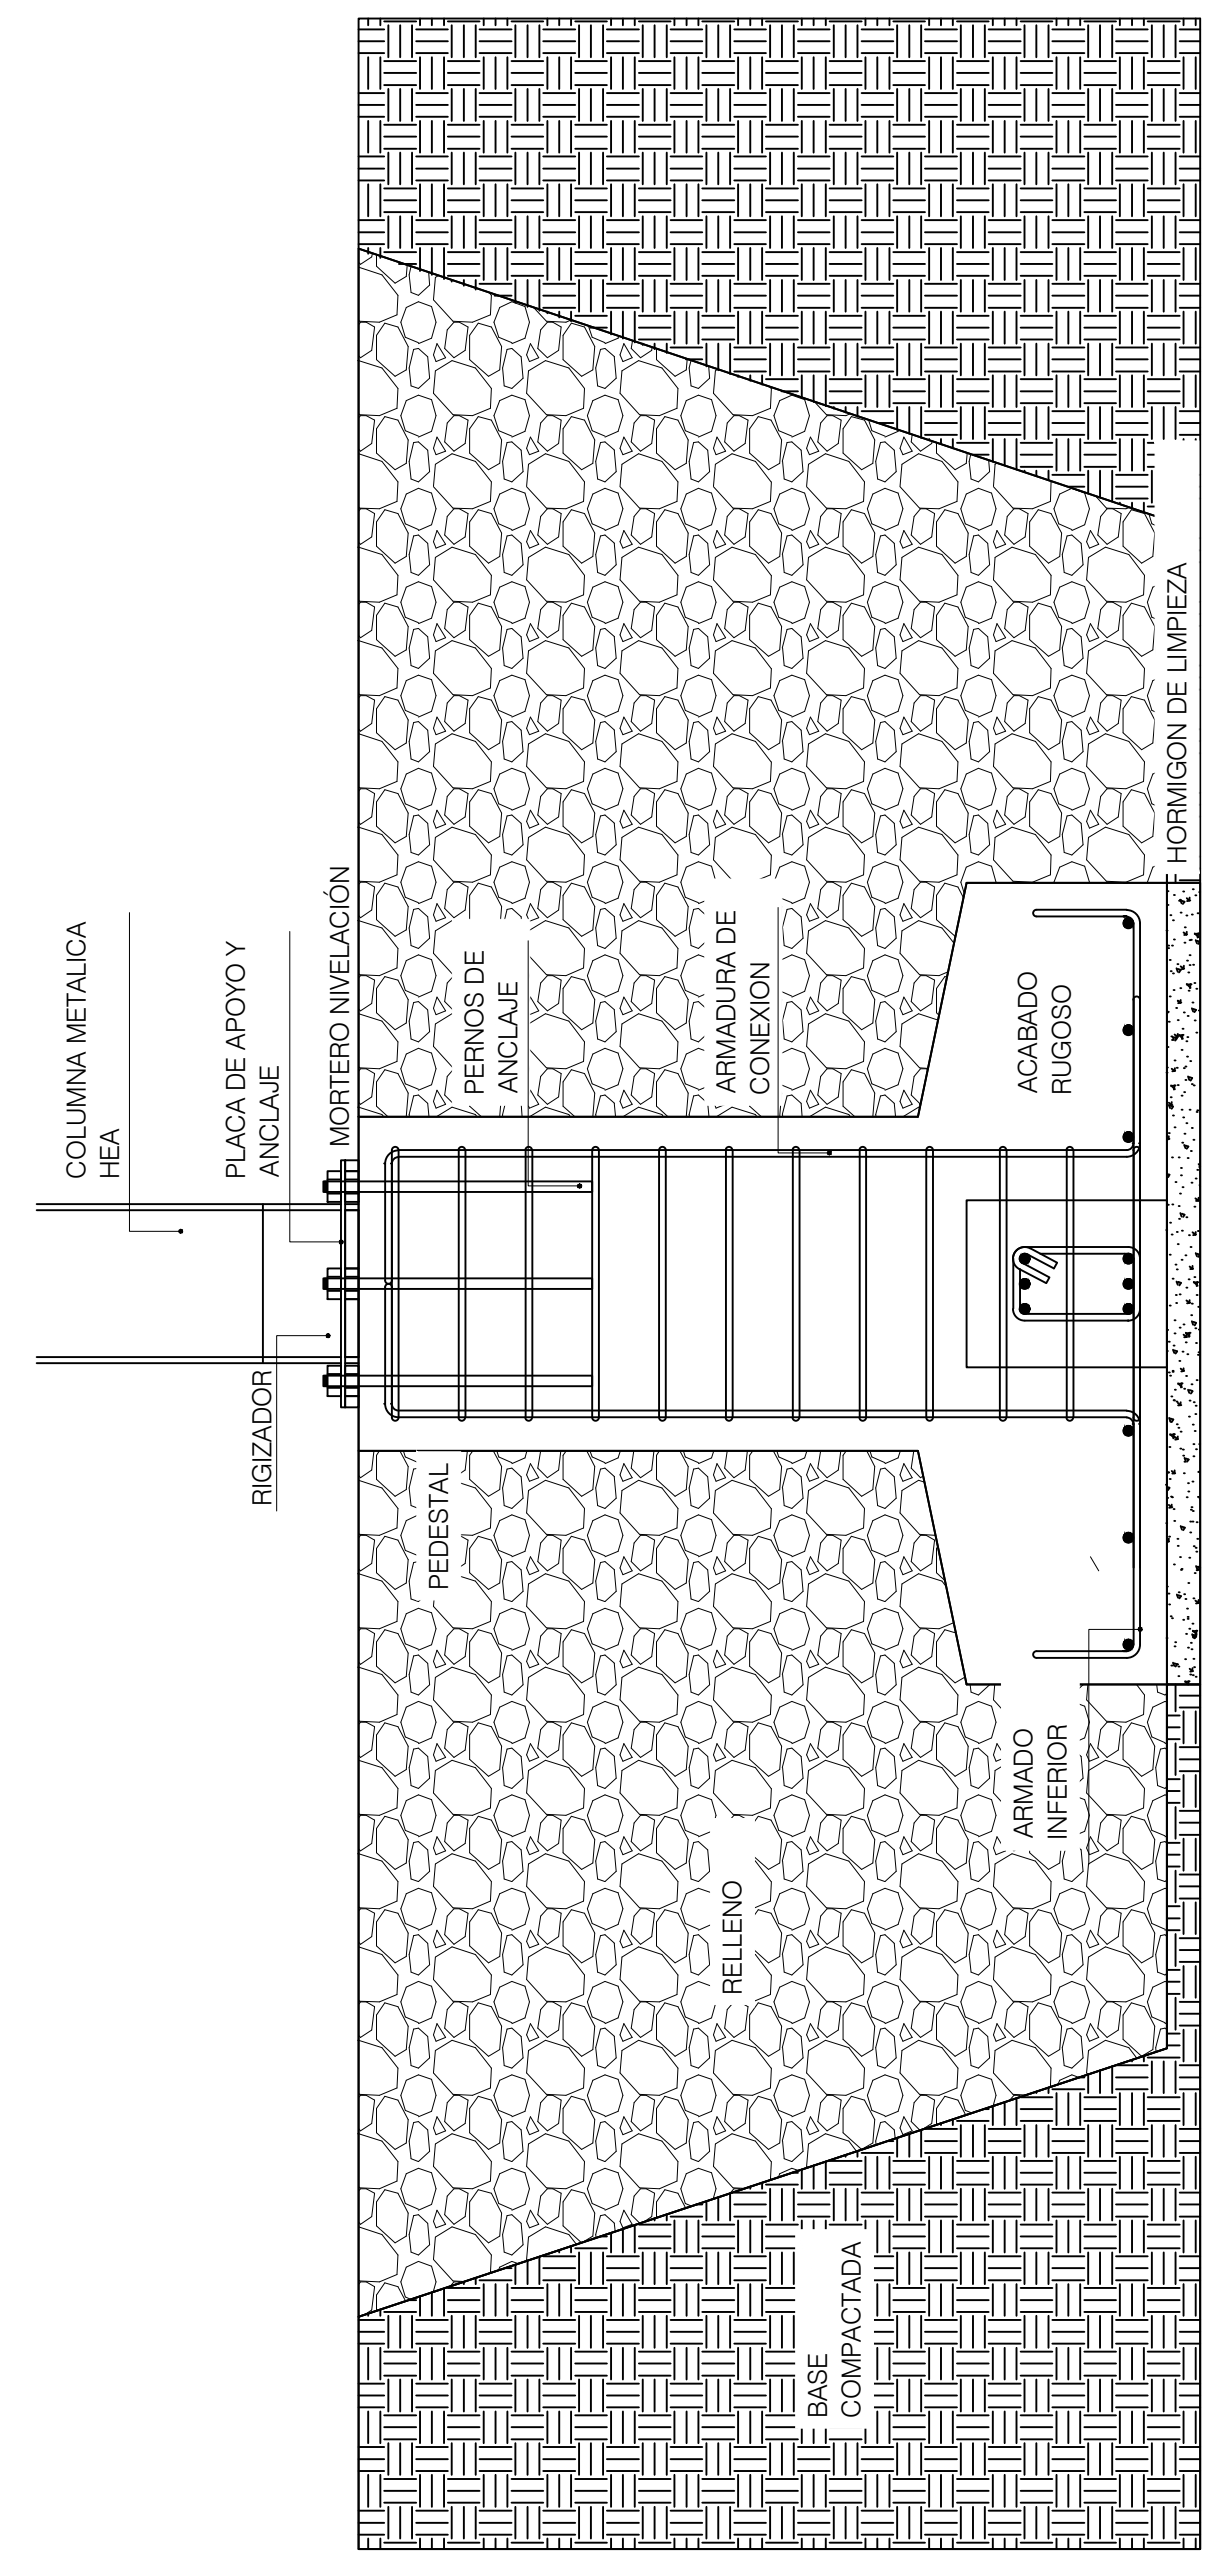 COLUMNA METALICA
HEA
PLACA DE APOYO Y
ANCLAJE
RIGIZADOR
MORTERO NIVELACIÓN
PEDESTAL
PERNOS DE
ANCLAJE
ARMADURA DE
CONEXION
RELLENO
BASE
COMPACTADA
ARMADO
INFERIOR
ACABADO
RUGOSO
HORMIGON DE LIMPIEZA